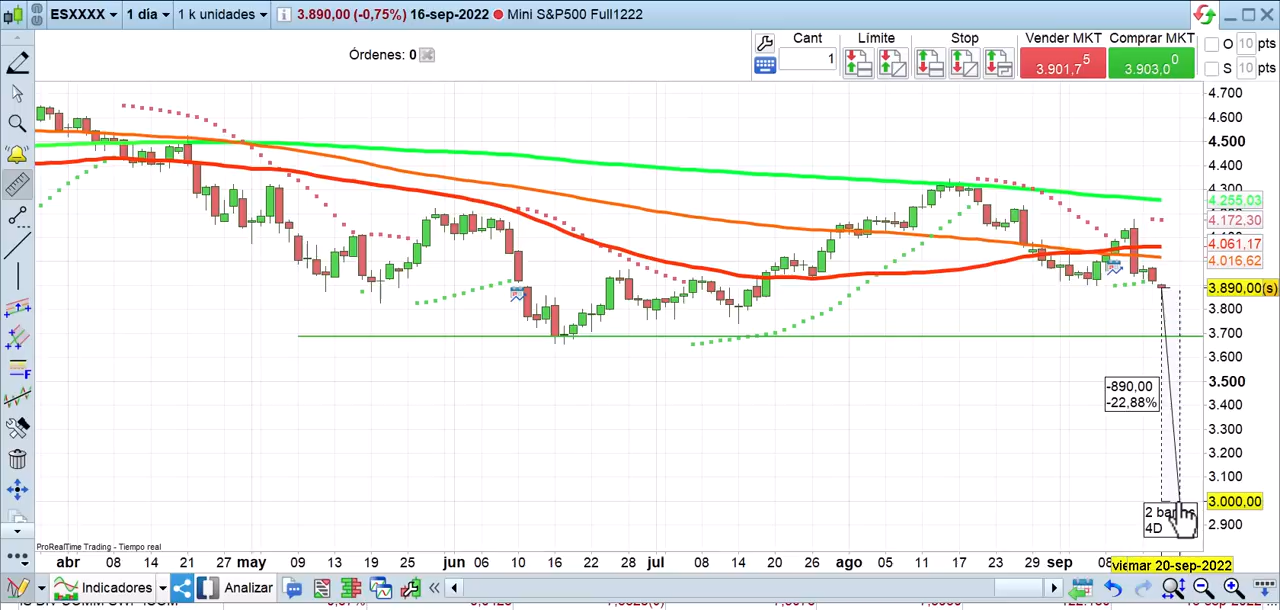 ESXXXX 1 día 1 k unidades 3.890,00 (-0,75%) 16-sep-2022 Mini S&P500 Full1222
Órdenes: 0
Cant Límite Stop Vender MKT Comprar MKT O 10 pts
1 3.901,7⁵ 3.903,0⁰ S 10 pts
4.700
4.600
4.500
4.400
4.300
4.255,03
4.172,30
4.061,17
4.016,62
3.890,00(s)
3.800
3.700
3.600
3.500
3.400
3.300
3.200
3.100
3.000,00
2.900
-890,00
-22,88%
2 bar
4D
ProRealTime Trading - Tiempo real
abr 08 14 21 27 may 09 13 19 25 jun 10 16 22 28 jul 08 14 20 26 ago 05 11 17 23 29 sep
viernar 20-sep-2022
Indicadores Analizar